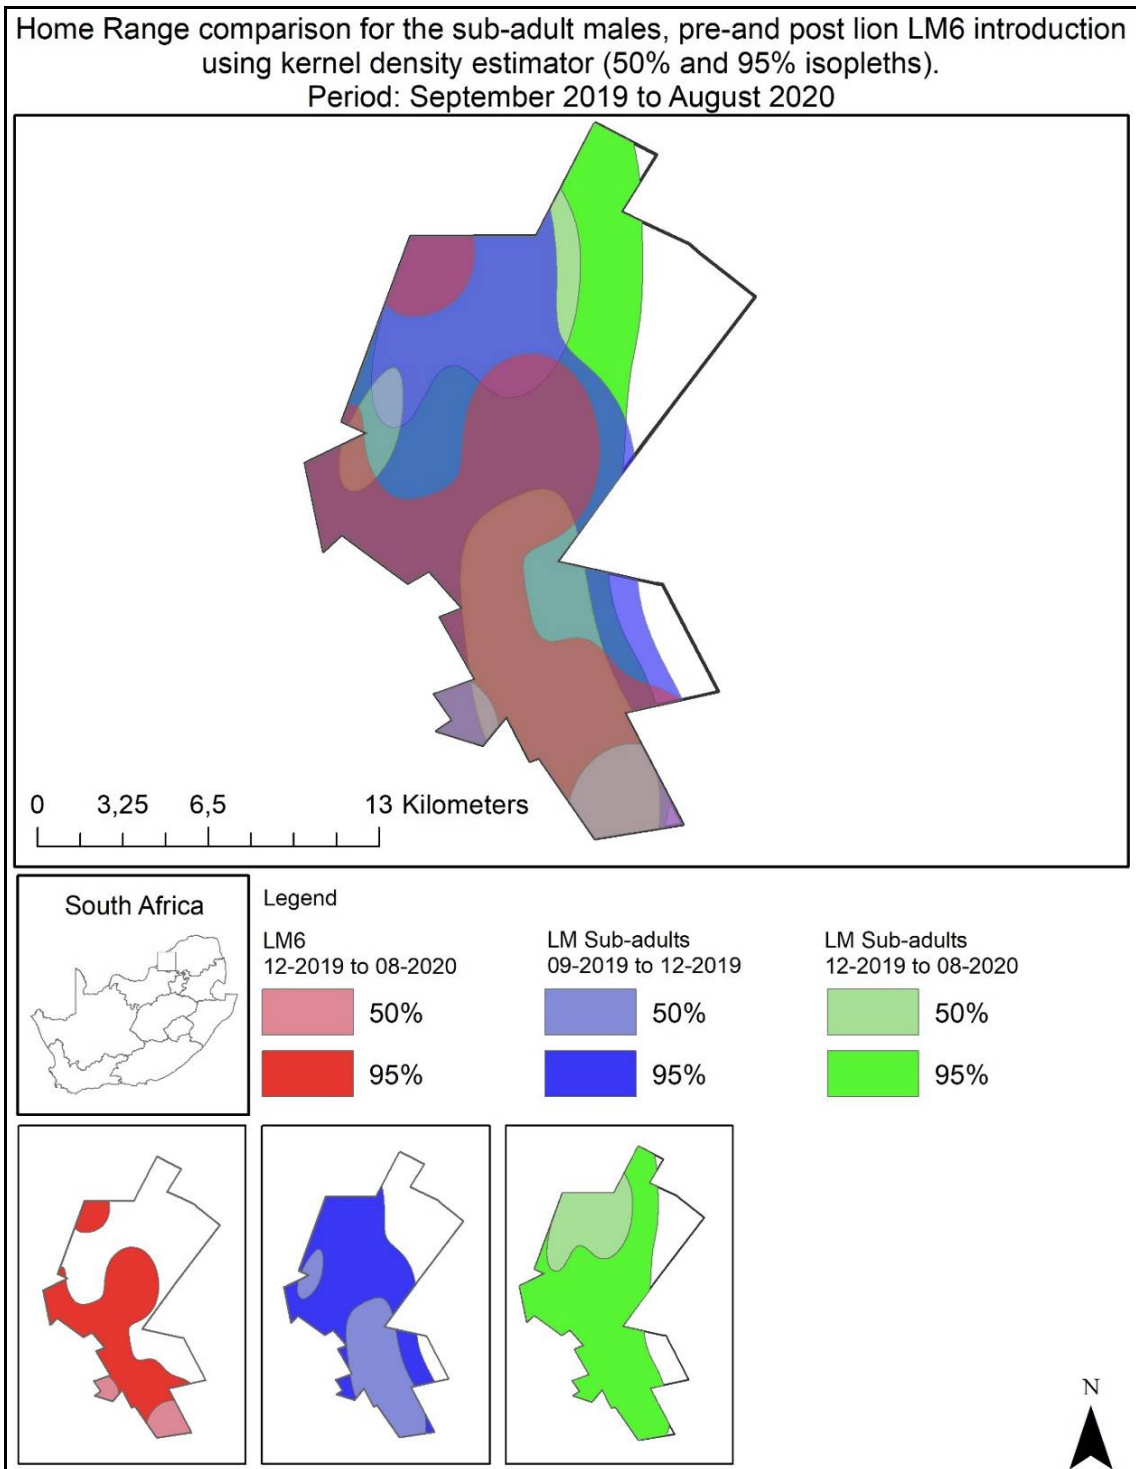 Home Range comparison for the sub-adult males, pre-and post lion LM6 introduction
using kernel density estimator (50% and 95% isopleths).
Period: September 2019 to August 2020
0 3,25 6,5 13 Kilometers
South Africa
Legend
LM6
12-2019 to 08-2020
50%
95%
LM Sub-adults
09-2019 to 12-2019
50%
95%
LM Sub-adults
12-2019 to 08-2020
50%
95%
N